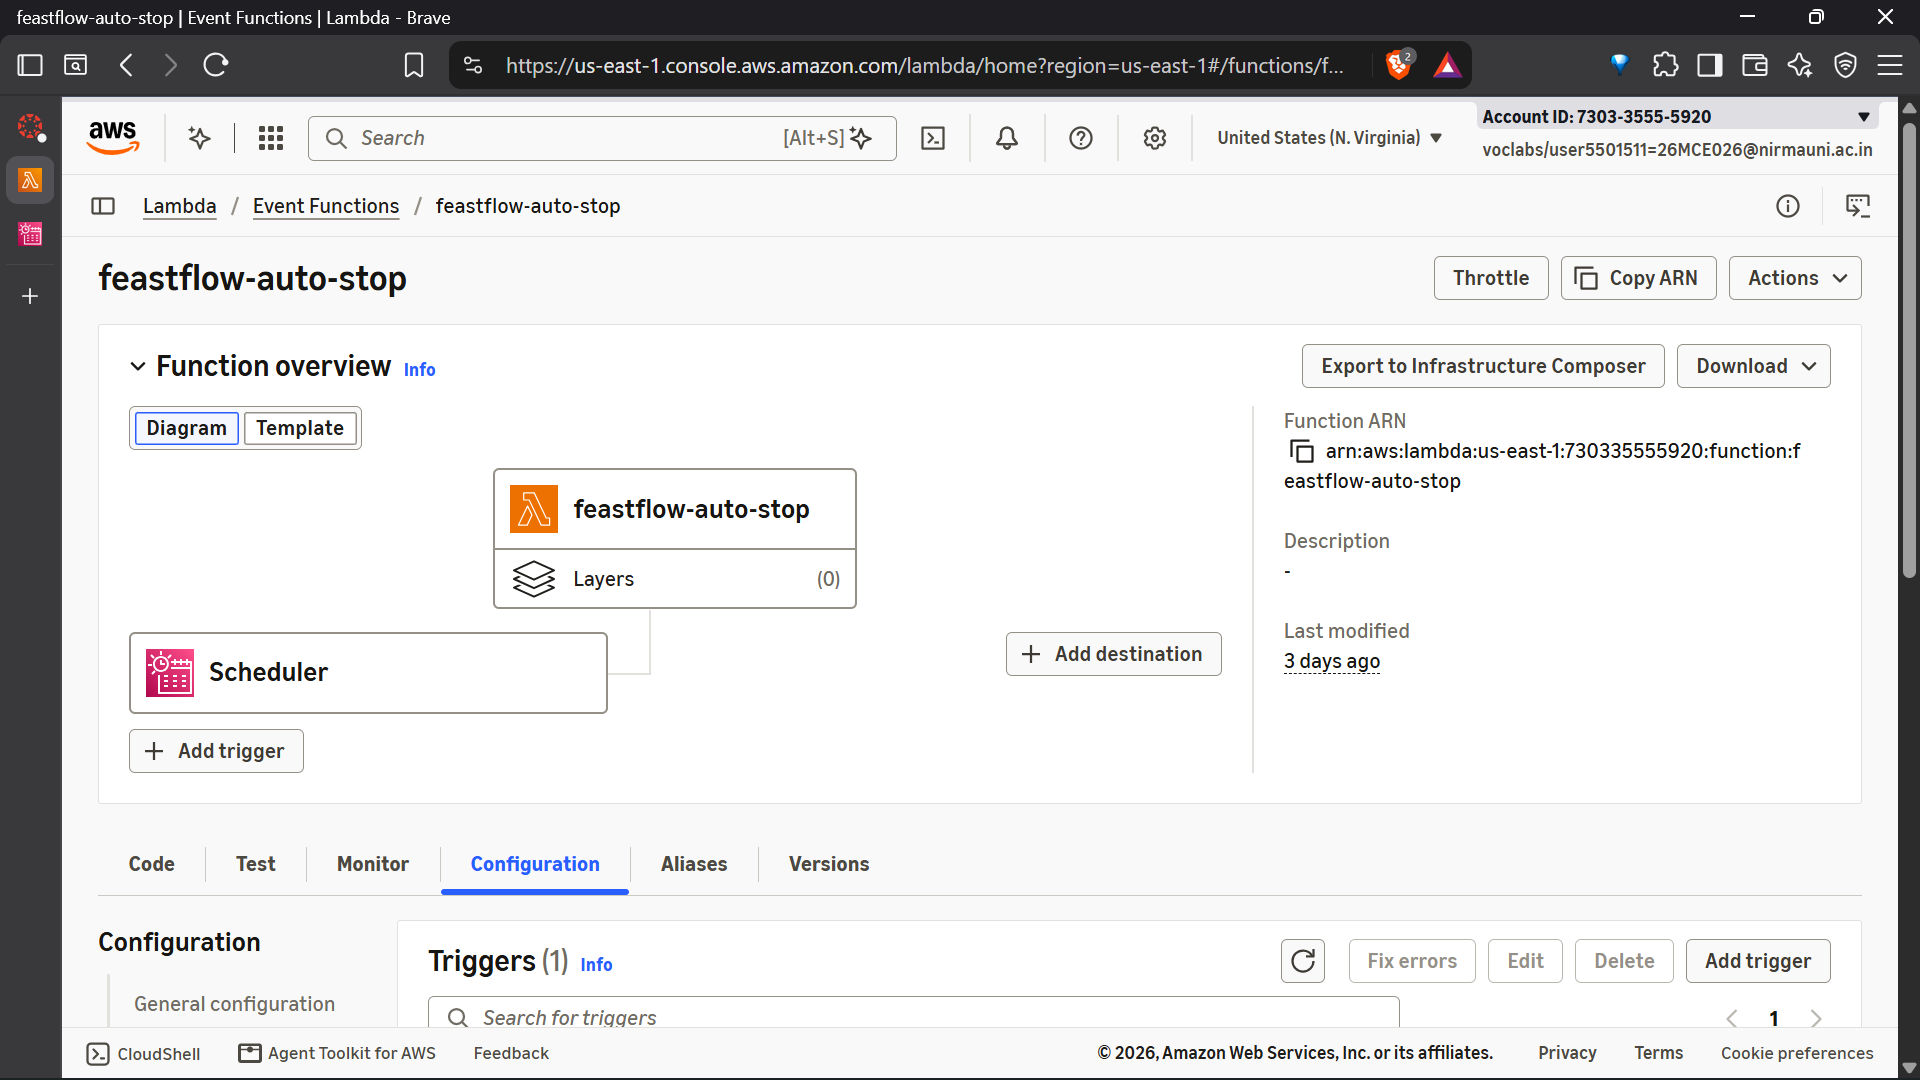 feastflow-auto-stop | Event Functions | Lambda - Brave
https://us-east-1.console.aws.amazon.com/lambda/home?region=us-east-1#/functions/f...
2
aws
Search
[Alt+S]
United States (N. Virginia)
Account ID: 7303-3555-5920
voclabs/user5501511=26MCE026@nirmauni.ac.in
Lambda / Event Functions / feastflow-auto-stop
feastflow-auto-stop
Throttle
Copy ARN
Actions
Function overview Info
Export to Infrastructure Composer
Download
Diagram
Template
feastflow-auto-stop
Layers (0)
Scheduler
Add trigger
Add destination
Function ARN
arn:aws:lambda:us-east-1:730335555920:function:f
eastflow-auto-stop
Description
-
Last modified
3 days ago
Code
Test
Monitor
Configuration
Aliases
Versions
Configuration
General configuration
Triggers (1) Info
Fix errors
Edit
Delete
Add trigger
Search for triggers
1
CloudShell
Agent Toolkit for AWS
Feedback
© 2026, Amazon Web Services, Inc. or its affiliates.
Privacy
Terms
Cookie preferences